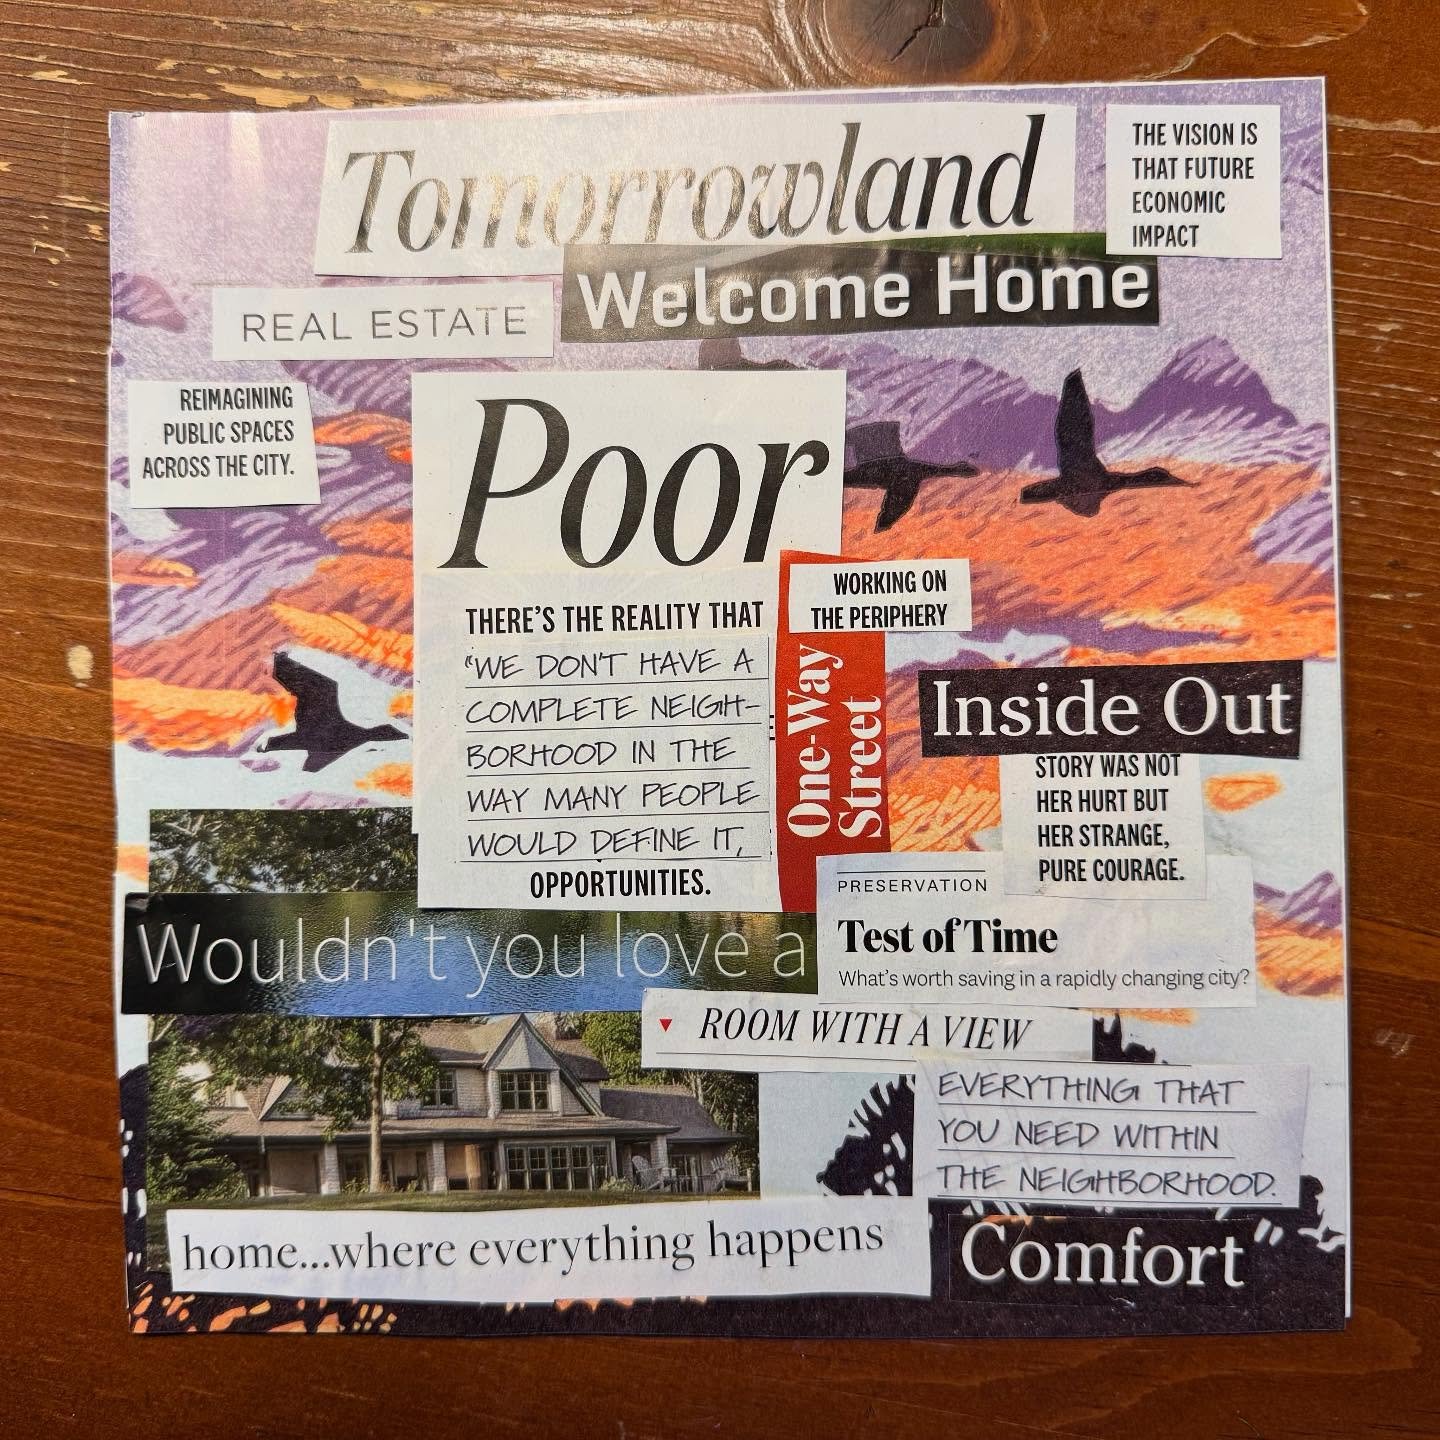 Tomorrowland
THE VISION IS
THAT FUTURE
ECONOMIC
IMPACT
Welcome Home
REAL ESTATE
REIMAGINING
PUBLIC SPACES
ACROSS THE CITY.
Poor
THERE'S THE REALITY THAT
"WE DON'T HAVE A
COMPLETE NEIGH-
BORHOOD IN THE
WAY MANY PEOPLE
WOULD DEFINE IT,
OPPORTUNITIES.
WORKING ON
THE PERIPHERY
One-Way
Street
Inside Out
STORY WAS NOT
HER HURT BUT
HER STRANGE,
PURE COURAGE.
PRESERVATION
Test of Time
What's worth saving in a rapidly changing city?
Wouldn't you love a
ROOM WITH A VIEW
EVERYTHING THAT
YOU NEED WITHIN
THE NEIGHBORHOOD.
home...where everything happens
Comfort"